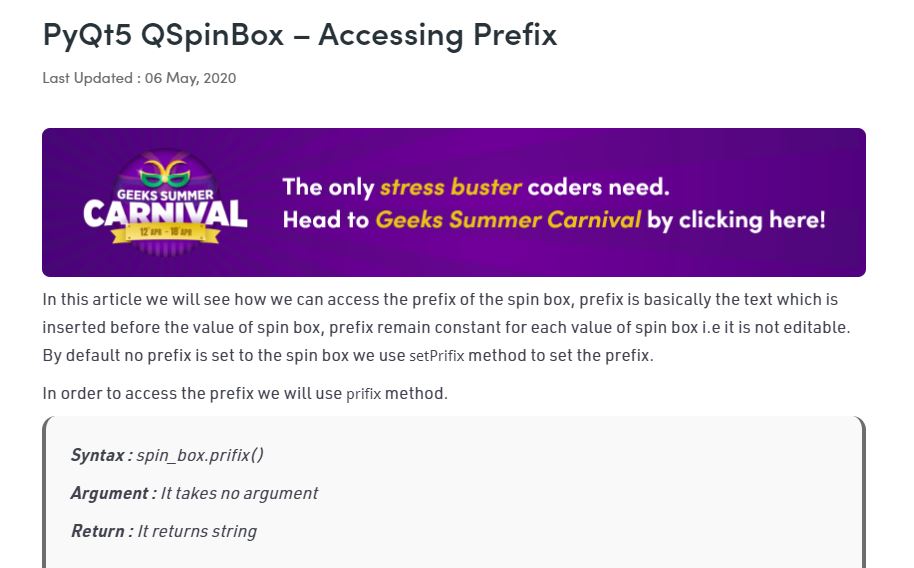 PyQt5 QSpinBox – Accessing Prefix
Last Updated : 06 May, 2020
GEEKS SUMMER
CARNIVAL
12 APR - 18 APR
The only stress buster coders need.
Head to Geeks Summer Carnival by clicking here!
In this article we will see how we can access the prefix of the spin box, prefix is basically the text which is
inserted before the value of spin box, prefix remain constant for each value of spin box i.e it is not editable.
By default no prefix is set to the spin box we use setPrifix method to set the prefix.
In order to access the prefix we will use prifix method.
Syntax : spin_box.prifix()
Argument : It takes no argument
Return : It returns string